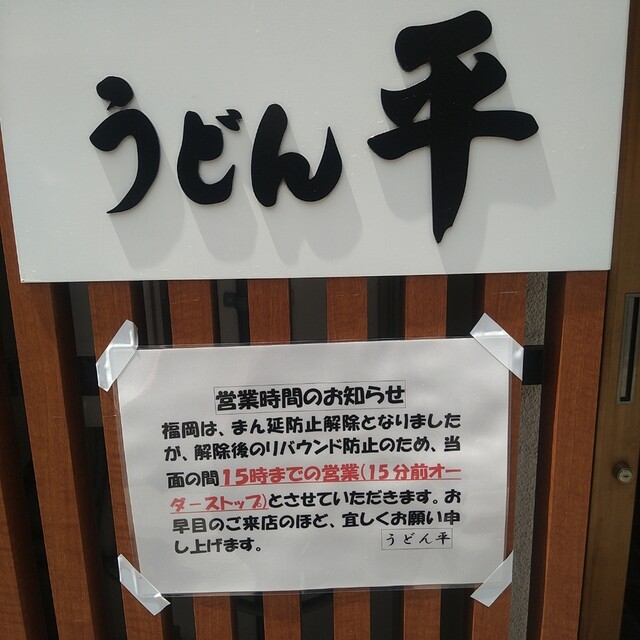 うどん 平
営業時間のお知らせ
福岡は、まん延防止解除となりました
が、解除後のリバウンド防止のため、当
面の間15時までの営業(15分前オー
ダーストップ)とさせていただきます。お
早目のご来店のほど、宜しくお願い申
し上げます。
うどん平